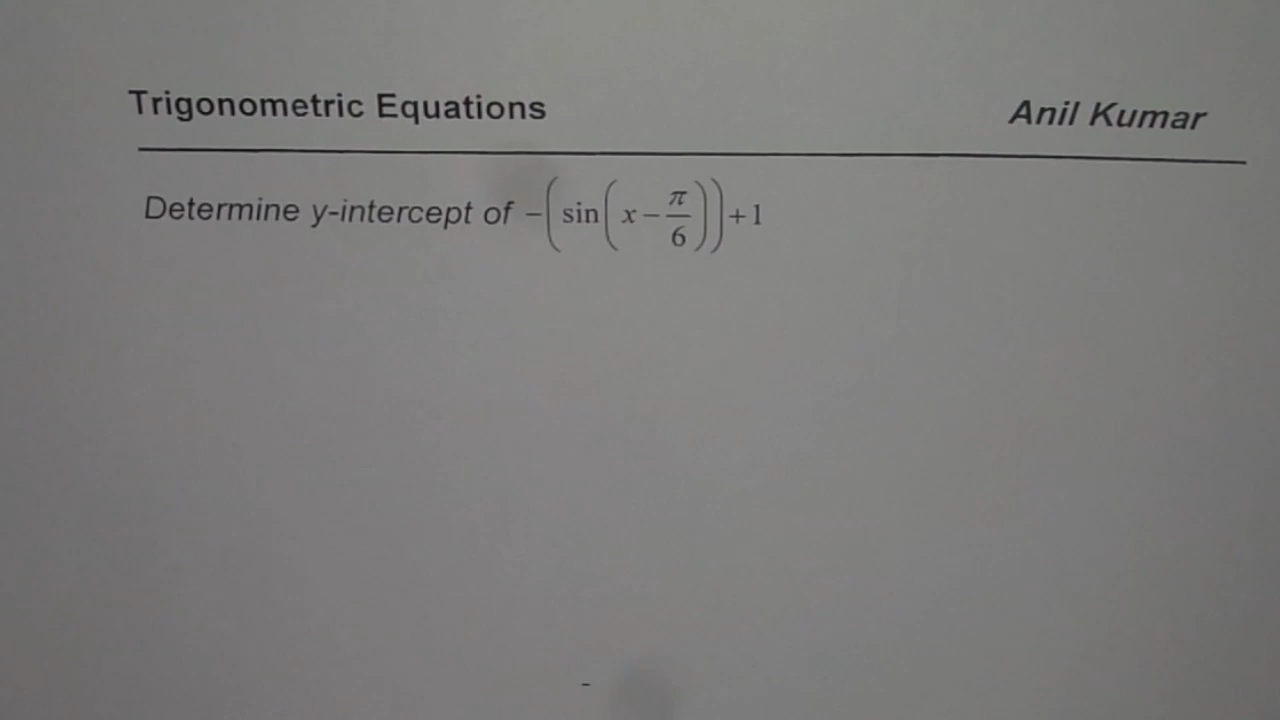 Trigonometric Equations Anil Kumar
Determine y-intercept of −(sin(x−π/6))+1